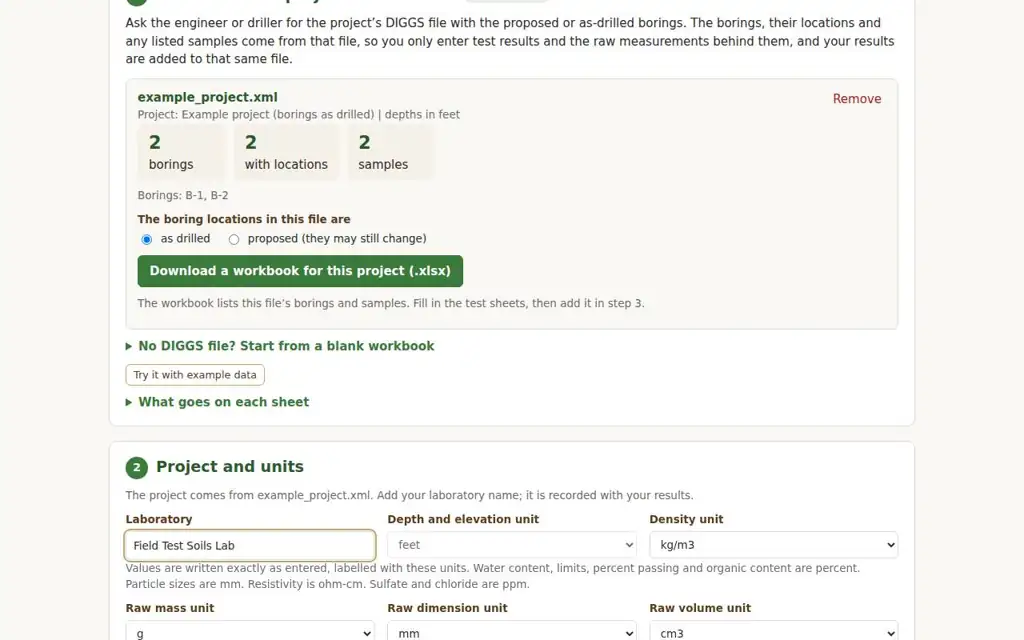 Ask the engineer or driller for the project’s DIGGS file with the proposed or as-drilled borings. The borings, their locations and
any listed samples come from that file, so you only enter test results and the raw measurements behind them, and your results
are added to that same file.
example_project.xml
Remove
Project: Example project (borings as drilled) | depths in feet
2
borings
2
with locations
2
samples
Borings: B-1, B-2
The boring locations in this file are
as drilled
proposed (they may still change)
Download a workbook for this project (.xlsx)
The workbook lists this file’s borings and samples. Fill in the test sheets, then add it in step 3.
No DIGGS file? Start from a blank workbook
Try it with example data
What goes on each sheet
2 Project and units
The project comes from example_project.xml. Add your laboratory name; it is recorded with your results.
Laboratory
Field Test Soils Lab
Depth and elevation unit
feet
Density unit
kg/m3
Values are written exactly as entered, labelled with these units. Water content, limits, percent passing and organic content are percent.
Particle sizes are mm. Resistivity is ohm-cm. Sulfate and chloride are ppm.
Raw mass unit
g
Raw dimension unit
mm
Raw volume unit
cm3